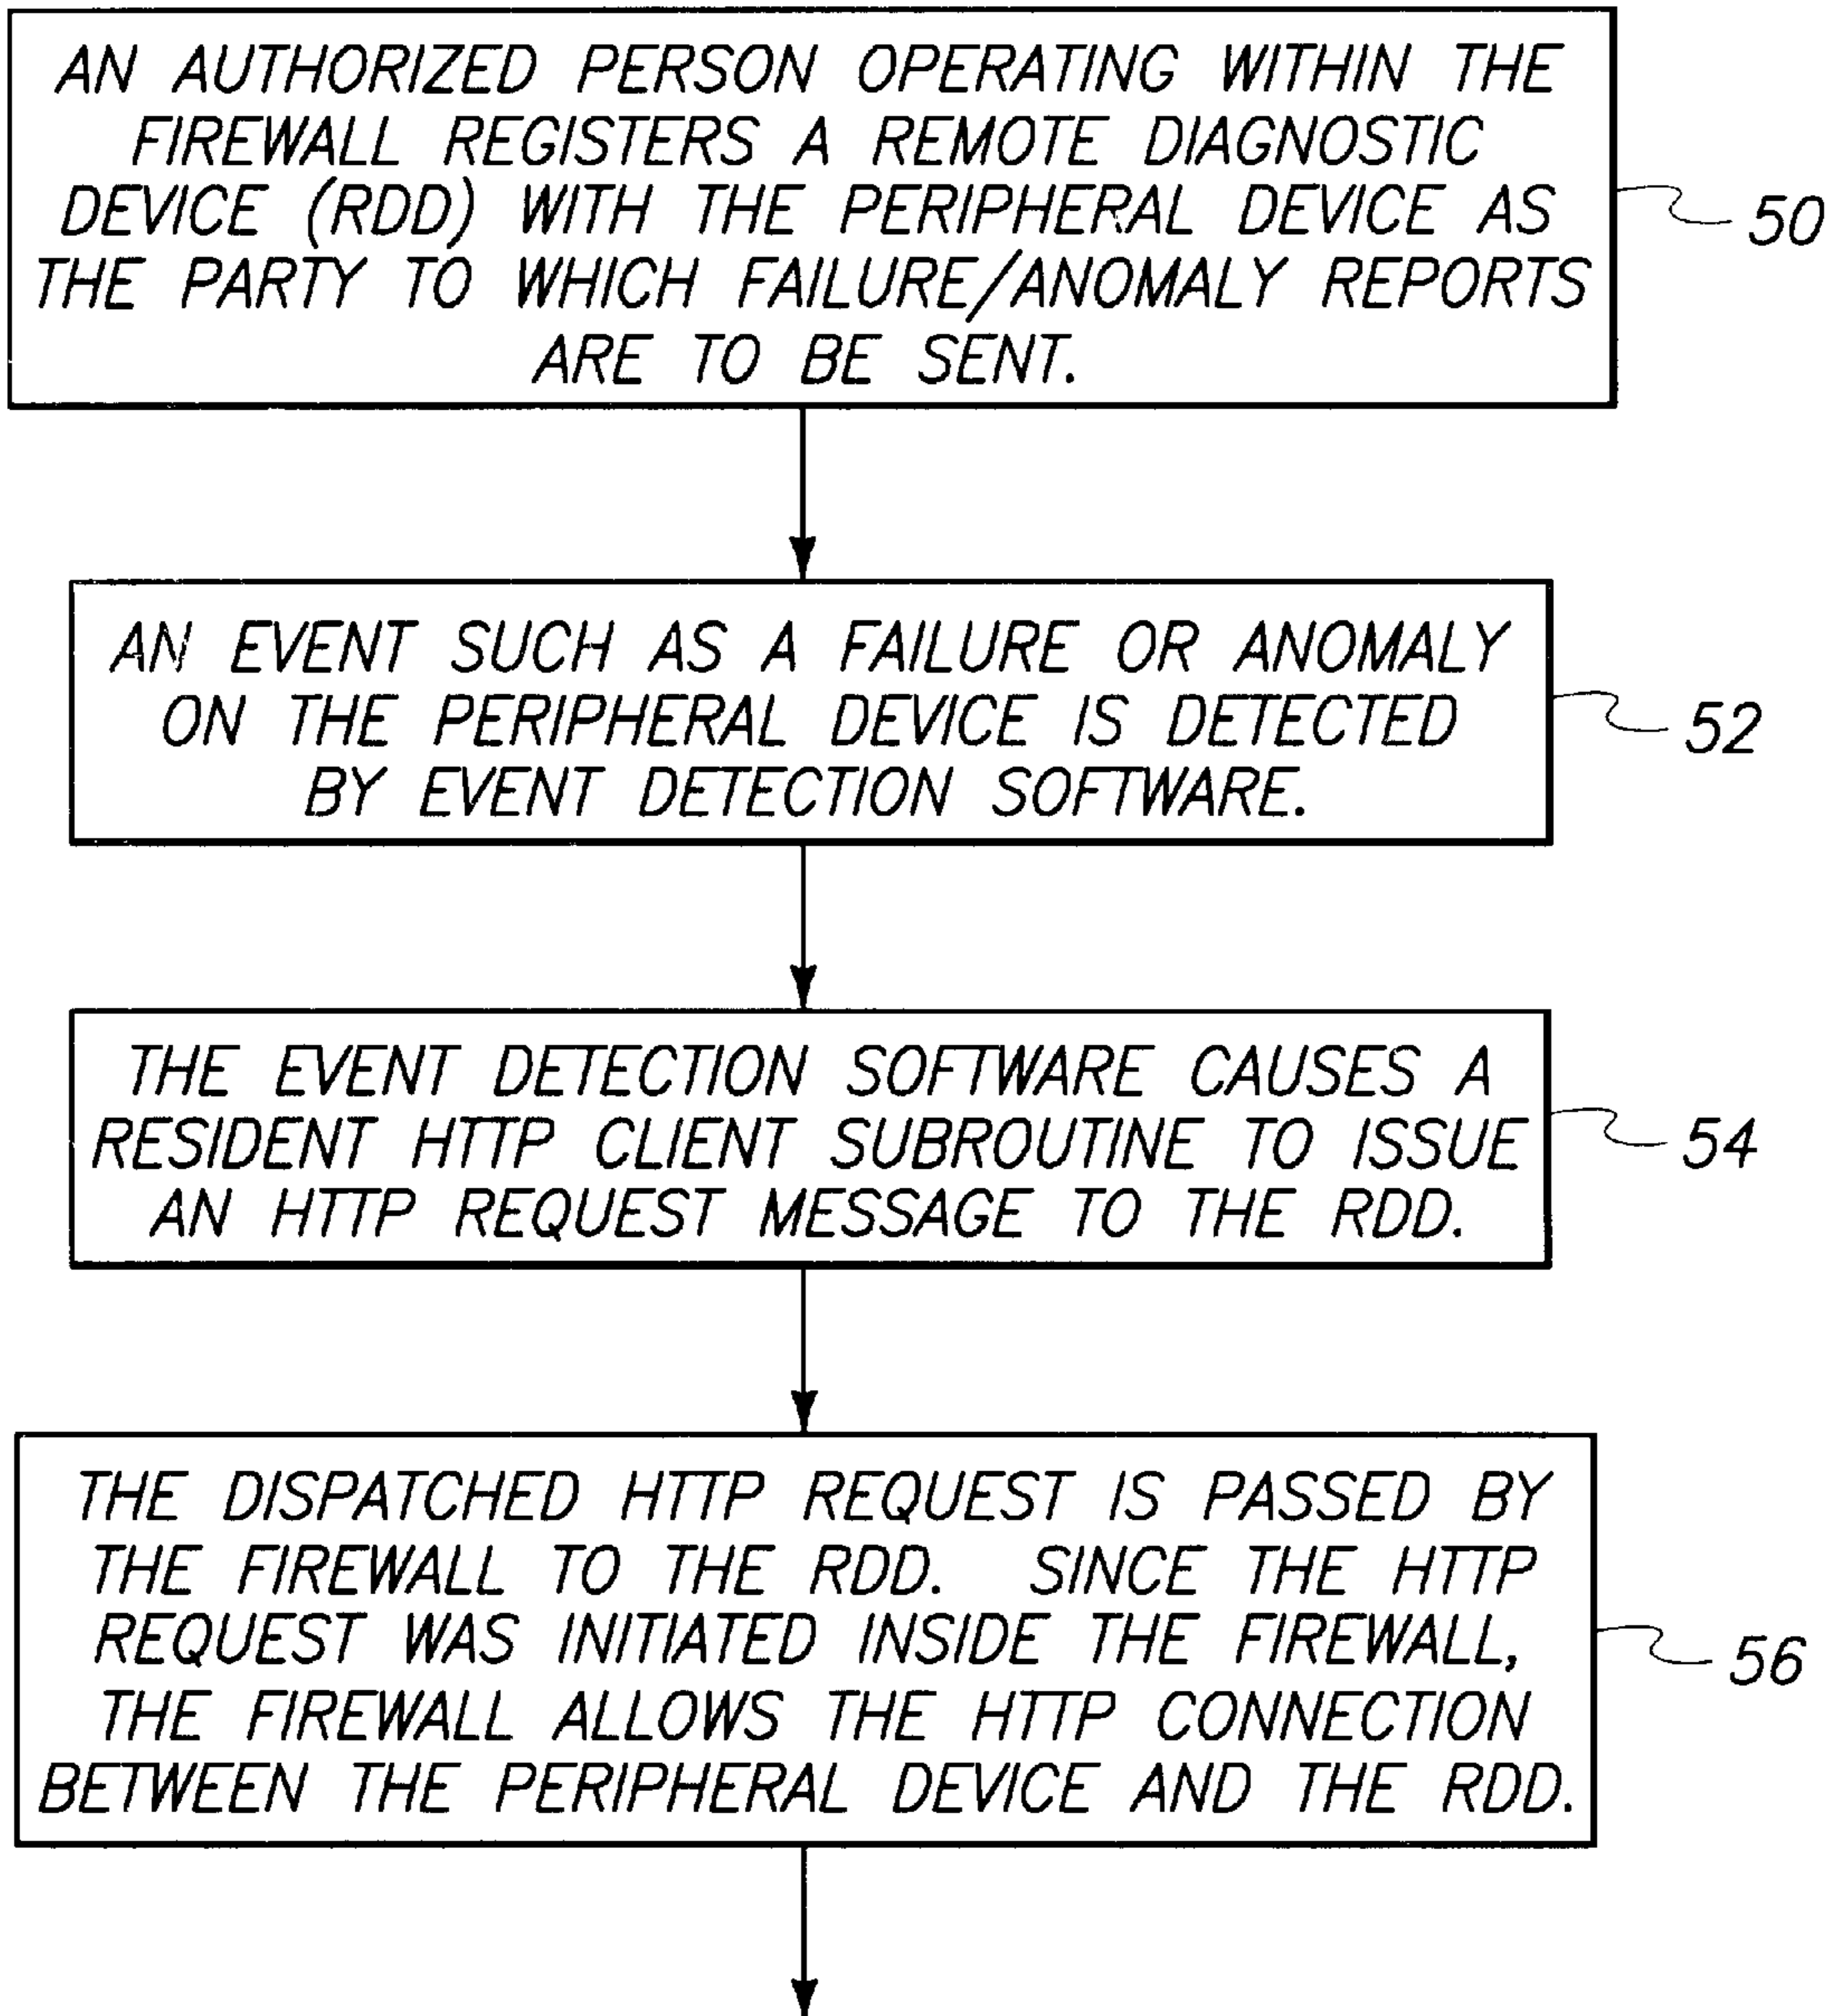 AN AUTHORIZED PERSON OPERATING WITHIN THE
FIREWALL REGISTERS A REMOTE DIAGNOSTIC
DEVICE (RDD) WITH THE PERIPHERAL DEVICE AS
THE PARTY TO WHICH FAILURE/ANOMALY REPORTS
ARE TO BE SENT.
50
AN EVENT SUCH AS A FAILURE OR ANOMALY
ON THE PERIPHERAL DEVICE IS DETECTED
BY EVENT DETECTION SOFTWARE.
52
THE EVENT DETECTION SOFTWARE CAUSES A
RESIDENT HTTP CLIENT SUBROUTINE TO ISSUE
AN HTTP REQUEST MESSAGE TO THE RDD.
54
THE DISPATCHED HTTP REQUEST IS PASSED BY
THE FIREWALL TO THE RDD. SINCE THE HTTP
REQUEST WAS INITIATED INSIDE THE FIREWALL,
THE FIREWALL ALLOWS THE HTTP CONNECTION
BETWEEN THE PERIPHERAL DEVICE AND THE RDD.
56